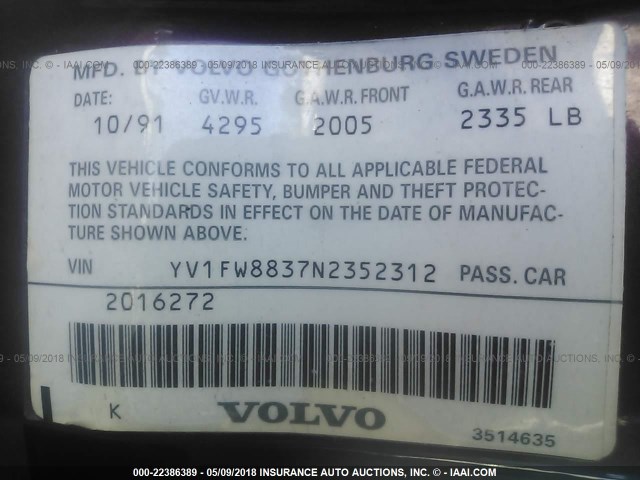 MFD. BY VOLVO GOTHENBURG SWEDEN
DATE: G.V.W.R. G.A.W.R. FRONT G.A.W.R. REAR
10/91 4295 2005 2335 LB
THIS VEHICLE CONFORMS TO ALL APPLICABLE FEDERAL
MOTOR VEHICLE SAFETY, BUMPER AND THEFT PROTEC-
TION STANDARDS IN EFFECT ON THE DATE OF MANUFAC-
TURE SHOWN ABOVE.
VIN YV1FW8837N2352312 PASS. CAR
2016272
K VOLVO 3514635
000-22386389 - 05/09/2018 INSURANCE AUTO AUCTIONS, INC. - © IAAI.COM